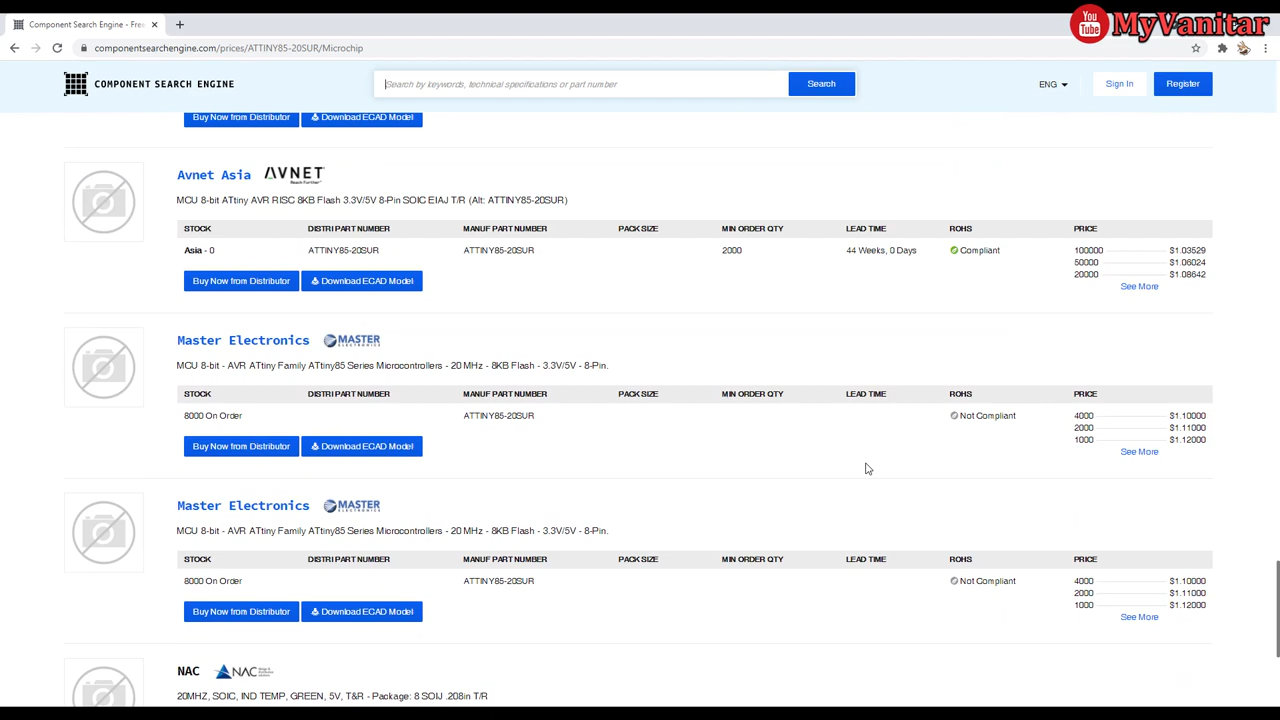 Component Search Engine - Free
You Tube MyVanitar
componentsearchengine.com/prices/ATTINY85-20SUR/Microchip
COMPONENT SEARCH ENGINE
Search by keywords, technical specifications or part number
Search
ENG
Sign In
Register
Buy Now from Distributor
Download ECAD Model
Avnet Asia
AVNET
Reach Further™
MCU 8-bit ATtiny AVR RISC 8KB Flash 3.3V/5V 8-Pin SOIC EIAJ T/R (Alt: ATTINY85-20SUR)
STOCK DISTRI PART NUMBER MANUF PART NUMBER PACK SIZE MIN ORDER QTY LEAD TIME ROHS PRICE
Asia - 0 ATTINY85-20SUR ATTINY85-20SUR 2000 44 Weeks, 0 Days Compliant 100000 $1.03529
50000 $1.06024
20000 $1.08642
Buy Now from Distributor Download ECAD Model
See More
Master Electronics
MASTER
ELECTRONICS
MCU 8-bit - AVR ATtiny Family ATtiny85 Series Microcontrollers - 20 MHz - 8KB Flash - 3.3V/5V - 8-Pin.
STOCK DISTRI PART NUMBER MANUF PART NUMBER PACK SIZE MIN ORDER QTY LEAD TIME ROHS PRICE
8000 On Order ATTINY85-20SUR Not Compliant 4000 $1.10000
2000 $1.11000
1000 $1.12000
Buy Now from Distributor Download ECAD Model
See More
Master Electronics
MASTER
ELECTRONICS
MCU 8-bit - AVR ATtiny Family ATtiny85 Series Microcontrollers - 20 MHz - 8KB Flash - 3.3V/5V - 8-Pin.
STOCK DISTRI PART NUMBER MANUF PART NUMBER PACK SIZE MIN ORDER QTY LEAD TIME ROHS PRICE
8000 On Order ATTINY85-20SUR Not Compliant 4000 $1.10000
2000 $1.11000
1000 $1.12000
Buy Now from Distributor Download ECAD Model
See More
NAC
NAC
20MHZ, SOIC, IND TEMP, GREEN, 5V, T&R - Package: 8 SOIJ .208in T/R